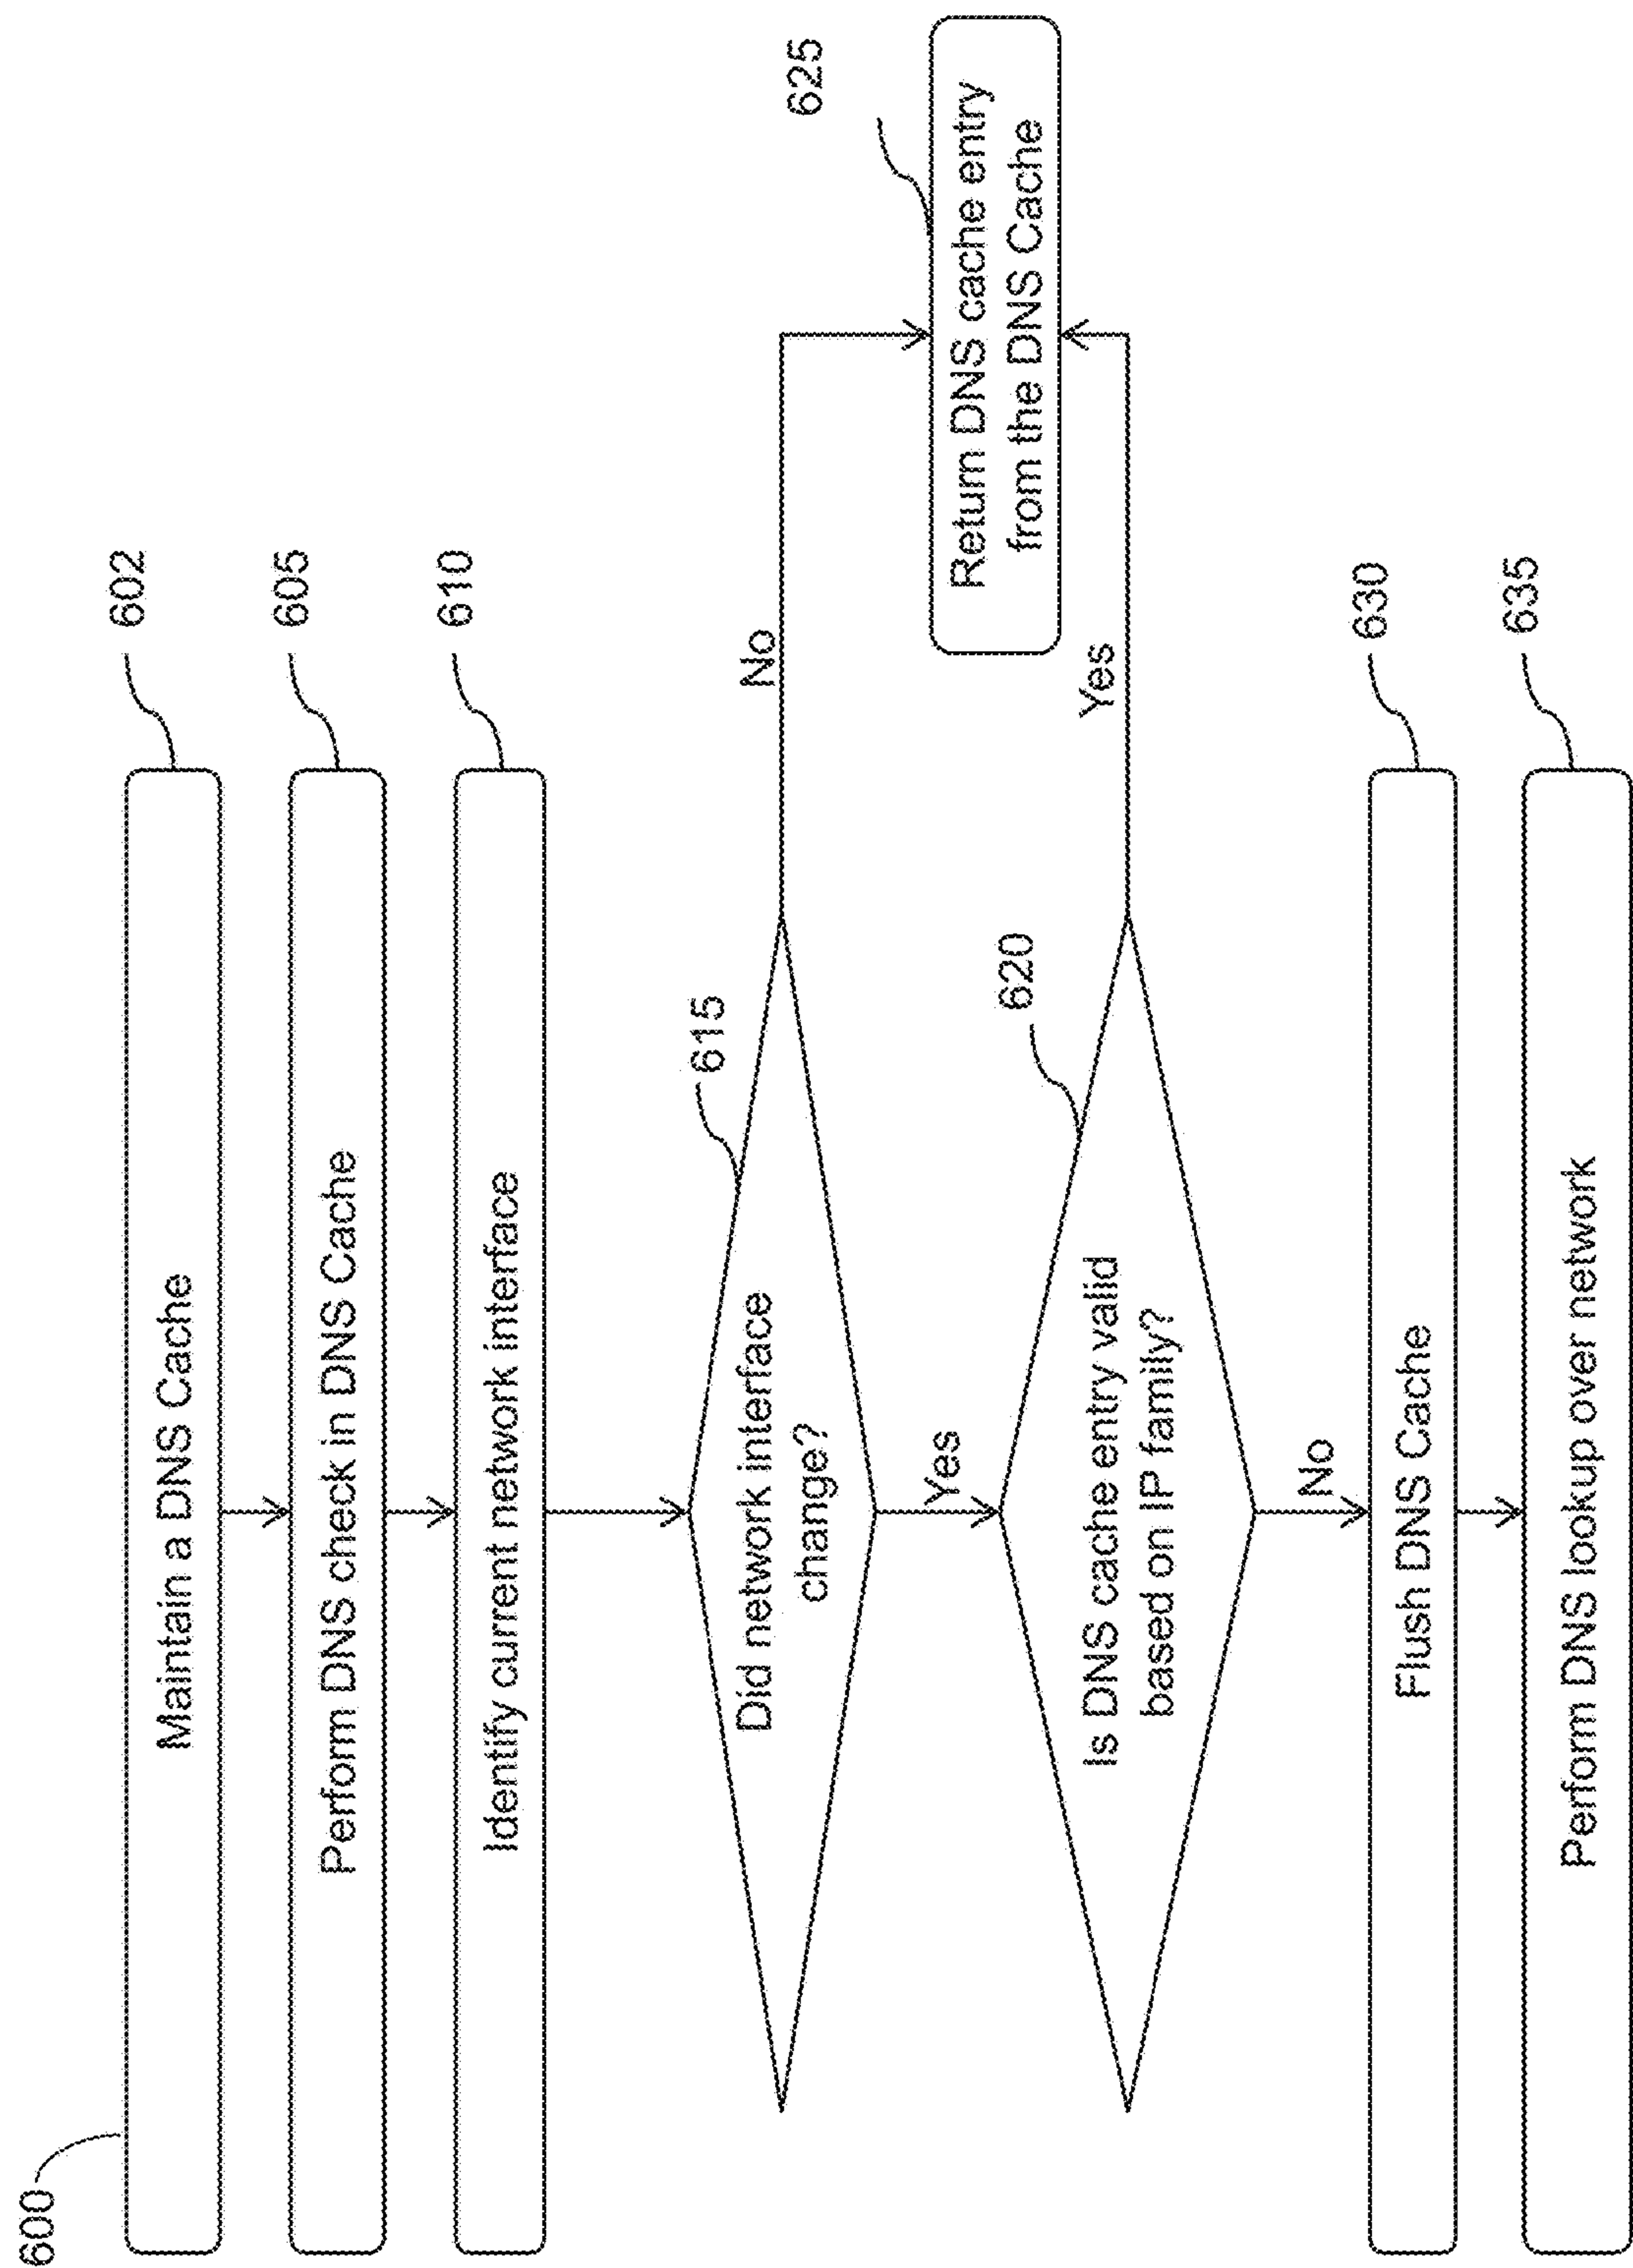 600
602
Maintain a DNS Cache
605
Perform DNS check in DNS Cache
610
Identify current network interface
615
Did network interface
change?
No
Yes
620
Is DNS cache entry valid
based on IP family?
Yes
625
Return DNS cache entry
from the DNS Cache
No
630
Flush DNS Cache
635
Perform DNS lookup over network